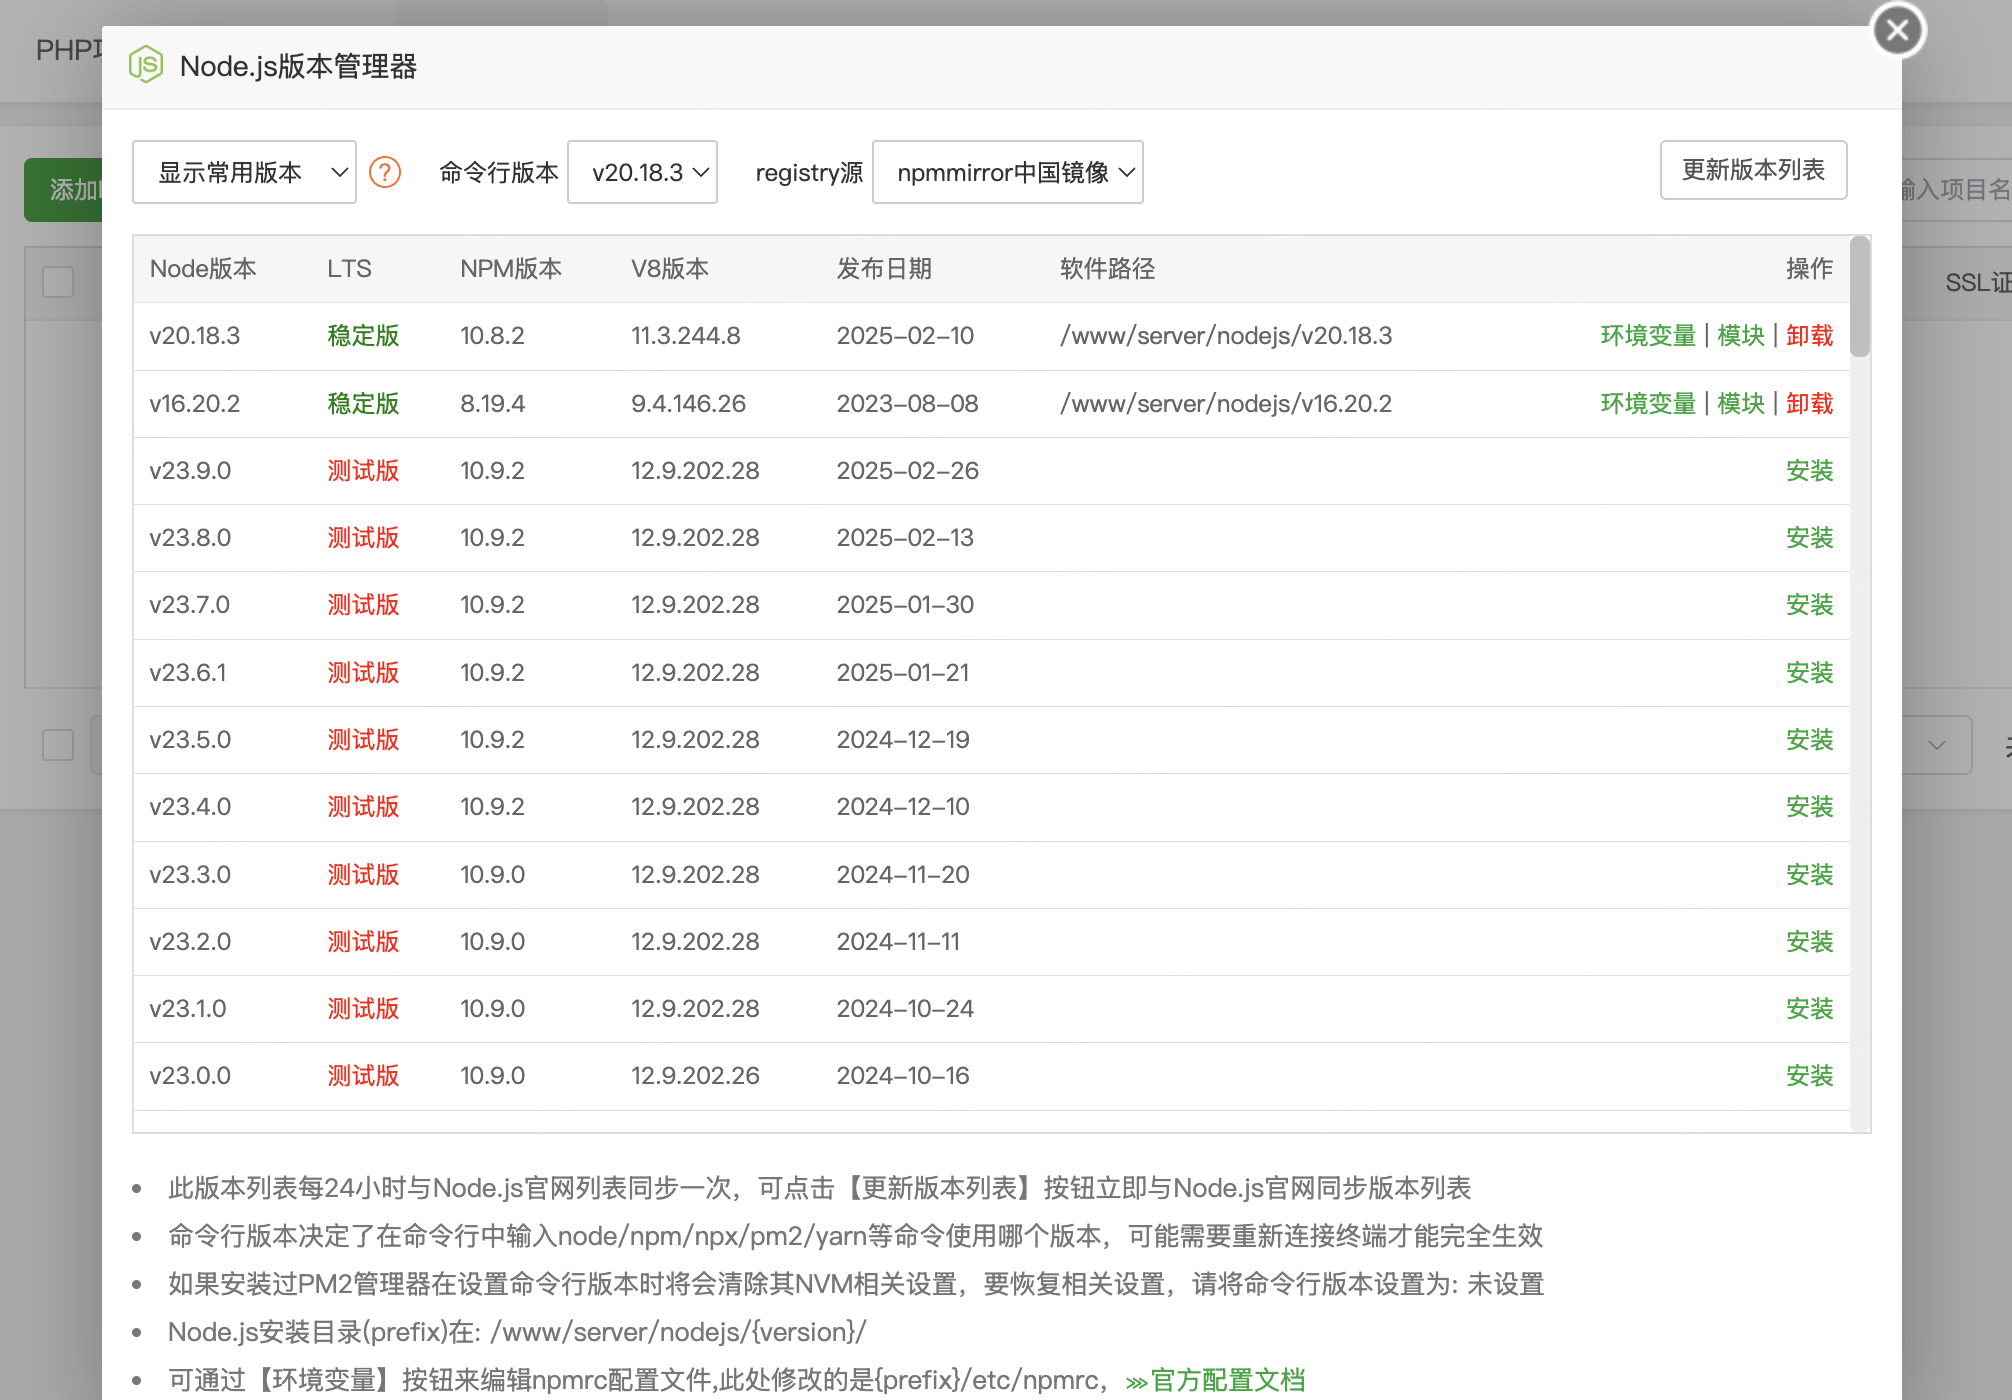 PHP
Node.js版本管理器
显示常用版本 ? 命令行版本 v20.18.3 registry源 npmmirror中国镜像 更新版本列表
添加
输入项目名
Node版本 LTS NPM版本 V8版本 发布日期 软件路径 操作
SSL证
v20.18.3 稳定版 10.8.2 11.3.244.8 2025-02-10 /www/server/nodejs/v20.18.3 环境变量 | 模块 | 卸载
v16.20.2 稳定版 8.19.4 9.4.146.26 2023-08-08 /www/server/nodejs/v16.20.2 环境变量 | 模块 | 卸载
v23.9.0 测试版 10.9.2 12.9.202.28 2025-02-26 安装
v23.8.0 测试版 10.9.2 12.9.202.28 2025-02-13 安装
v23.7.0 测试版 10.9.2 12.9.202.28 2025-01-30 安装
v23.6.1 测试版 10.9.2 12.9.202.28 2025-01-21 安装
v23.5.0 测试版 10.9.2 12.9.202.28 2024-12-19 安装
v23.4.0 测试版 10.9.2 12.9.202.28 2024-12-10 安装
v23.3.0 测试版 10.9.0 12.9.202.28 2024-11-20 安装
v23.2.0 测试版 10.9.0 12.9.202.28 2024-11-11 安装
v23.1.0 测试版 10.9.0 12.9.202.28 2024-10-24 安装
v23.0.0 测试版 10.9.0 12.9.202.26 2024-10-16 安装
此版本列表每24小时与Node.js官网列表同步一次，可点击【更新版本列表】按钮立即与Node.js官网同步版本列表
命令行版本决定了在命令行中输入node/npm/npx/pm2/yarn等命令使用哪个版本，可能需要重新连接终端才能完全生效
如果安装过PM2管理器在设置命令行版本时将会清除其NVM相关设置，要恢复相关设置，请将命令行版本设置为: 未设置
Node.js安装目录(prefix)在: /www/server/nodejs/{version}/
可通过【环境变量】按钮来编辑npmrc配置文件,此处修改的是{prefix}/etc/npmrc，>>>官方配置文档